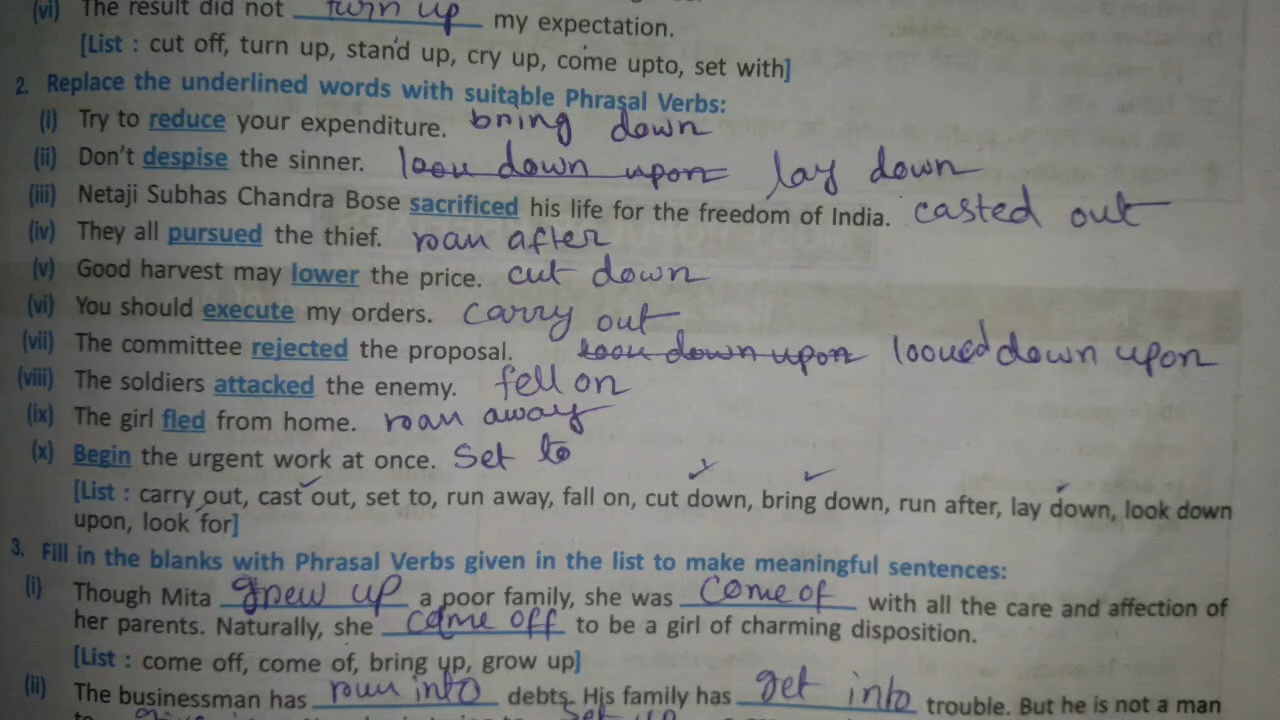 (vi) The result did not turn up my expectation.
[List : cut off, turn up, stand up, cry up, come upto, set with]
2. Replace the underlined words with suitable Phrasal Verbs:
(i) Try to reduce your expenditure. bring down
(ii) Don't despise the sinner. look down upon lay down
(iii) Netaji Subhas Chandra Bose sacrificed his life for the freedom of India. casted out
(iv) They all pursued the thief. ran after
(v) Good harvest may lower the price. cut down
(vi) You should execute my orders. carry out
(vii) The committee rejected the proposal. look down upon looked down upon
(viii) The soldiers attacked the enemy. fell on
(ix) The girl fled from home. ran away
(x) Begin the urgent work at once. Set to
[List : carry out, cast out, set to, run away, fall on, cut down, bring down, run after, lay down, look down
upon, look for]
3. Fill in the blanks with Phrasal Verbs given in the list to make meaningful sentences:
(i) Though Mita grew up a poor family, she was come of with all the care and affection of
her parents. Naturally, she came off to be a girl of charming disposition.
[List : come off, come of, bring up, grow up]
(ii) The businessman has run into debts. His family has get into trouble. But he is not a man